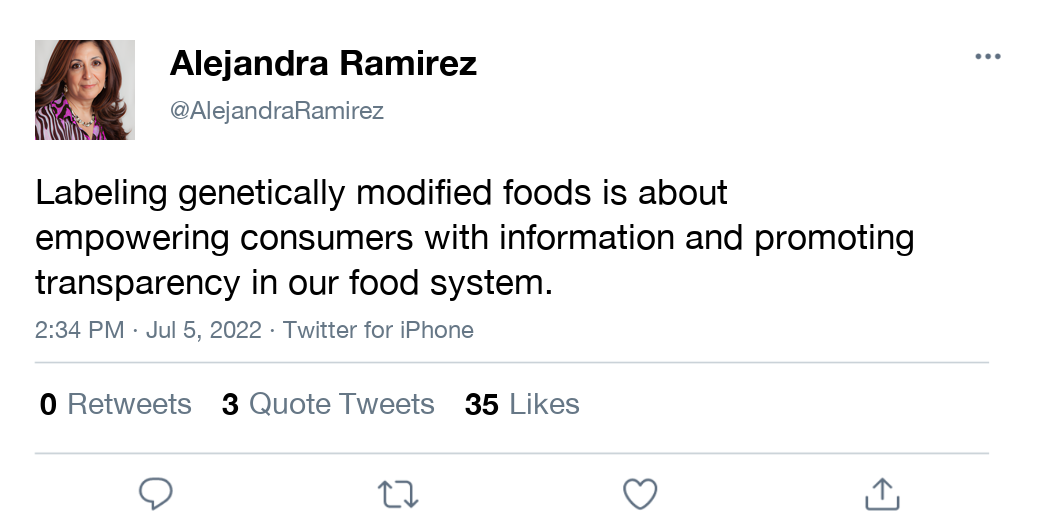 Alejandra Ramirez
@AlejandraRamirez
Labeling genetically modified foods is about
empowering consumers with information and promoting
transparency in our food system.
2:34 PM · Jul 5, 2022 · Twitter for iPhone
0 Retweets 3 Quote Tweets 35 Likes